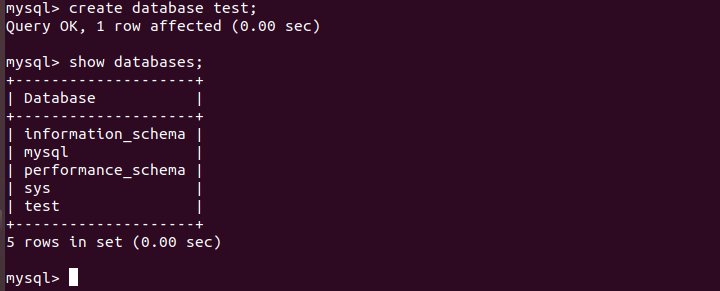 mysql> create database test;
Query OK, 1 row affected (0.00 sec)
mysql> show databases;
+--------------------+
| Database           |
+--------------------+
| information_schema |
| mysql              |
| performance_schema |
| sys                |
| test               |
+--------------------+
5 rows in set (0.00 sec)
mysql>